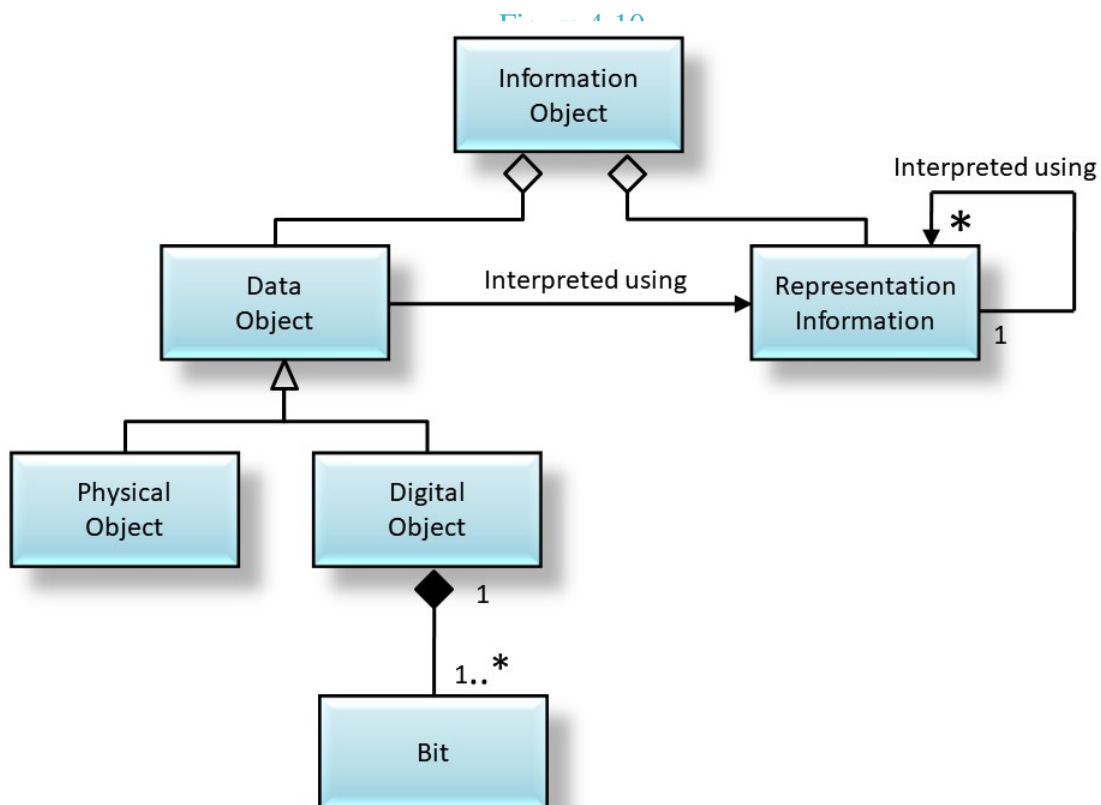 Information
Object
Interpreted using
*
Data
Object
Interpreted using
Representation
Information
1
Physical
Object
Digital
Object
1
1..*
Bit